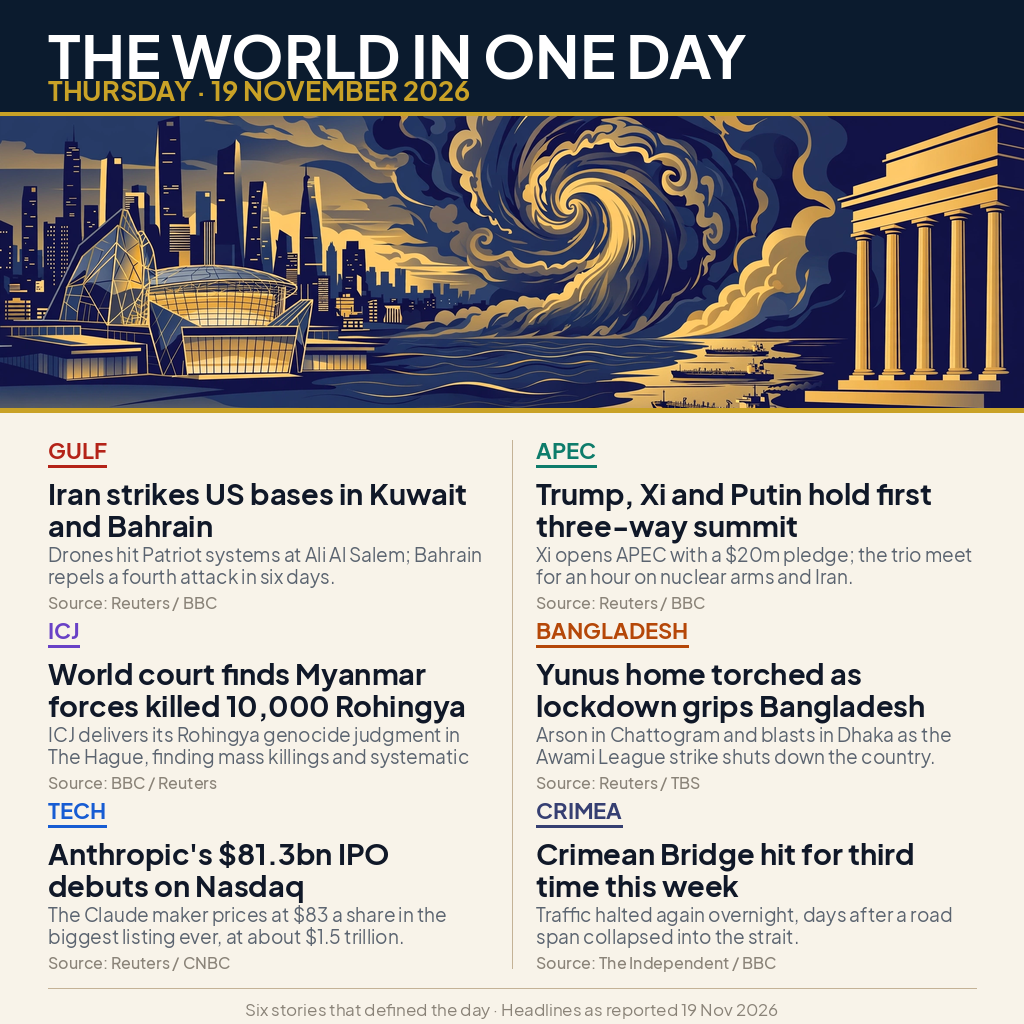 THE WORLD IN ONE DAY
THURSDAY · 19 NOVEMBER 2026
GULF
Iran strikes US bases in Kuwait
and Bahrain
Drones hit Patriot systems at Ali Al Salem; Bahrain
repels a fourth attack in six days.
Source: Reuters / BBC
ICJ
World court finds Myanmar
forces killed 10,000 Rohingya
ICJ delivers its Rohingya genocide judgment in
The Hague, finding mass killings and systematic
Source: BBC / Reuters
TECH
Anthropic's $81.3bn IPO
debuts on Nasdaq
The Claude maker prices at $83 a share in the
biggest listing ever, at about $1.5 trillion.
Source: Reuters / CNBC
APEC
Trump, Xi and Putin hold first
three-way summit
Xi opens APEC with a $20m pledge; the trio meet
for an hour on nuclear arms and Iran.
Source: Reuters / BBC
BANGLADESH
Yunus home torched as
lockdown grips Bangladesh
Arson in Chattogram and blasts in Dhaka as the
Awami League strike shuts down the country.
Source: Reuters / TBS
CRIMEA
Crimean Bridge hit for third
time this week
Traffic halted again overnight, days after a road
span collapsed into the strait.
Source: The Independent / BBC
Six stories that defined the day · Headlines as reported 19 Nov 2026